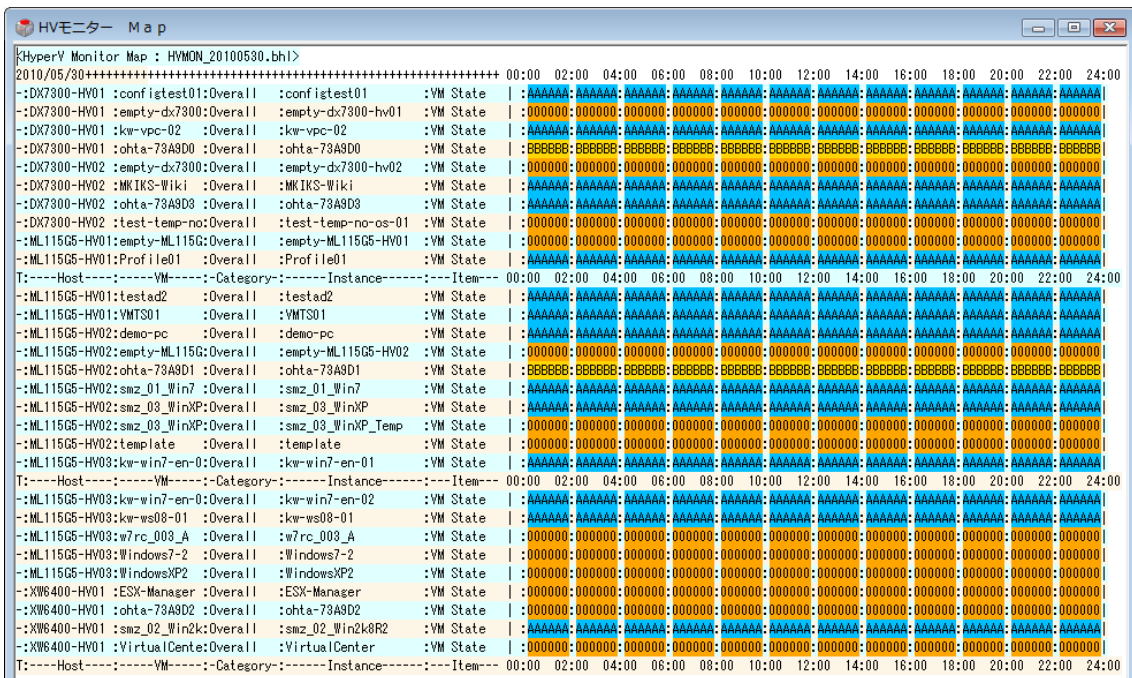 HVモニター　Map
<HyperV Monitor Map : HVMON_20100530.bhl>
2010/05/30++++++++++++++++++++++++++++++++++++++++++++++++++++++++++++ 00:00 02:00 04:00 06:00 08:00 10:00 12:00 14:00 16:00 18:00 20:00 22:00 24:00
-:DX7300-HV01 :configtest01:Overall :configtest01 :VM State | :AAAAAA:AAAAAA:AAAAAA:AAAAAA:AAAAAA:AAAAAA:AAAAAA:AAAAAA:AAAAAA:AAAAAA:AAAAAA:AAAAAA|
-:DX7300-HV01 :empty-dx7300:Overall :empty-dx7300-hv01 :VM State | :000000:000000:000000:000000:000000:000000:000000:000000:000000:000000:000000:000000|
-:DX7300-HV01 :kw-vpc-02 :Overall :kw-vpc-02 :VM State | :AAAAAA:AAAAAA:AAAAAA:AAAAAA:AAAAAA:AAAAAA:AAAAAA:AAAAAA:AAAAAA:AAAAAA:AAAAAA:AAAAAA|
-:DX7300-HV01 :ohta-73A9D0 :Overall :ohta-73A9D0 :VM State | :BBBBBB:BBBBBB:BBBBBB:BBBBBB:BBBBBB:BBBBBB:BBBBBB:BBBBBB:BBBBBB:BBBBBB:BBBBBB:BBBBBB|
-:DX7300-HV02 :empty-dx7300:Overall :empty-dx7300-hv02 :VM State | :000000:000000:000000:000000:000000:000000:000000:000000:000000:000000:000000:000000|
-:DX7300-HV02 :MKIKS-Wiki :Overall :MKIKS-Wiki :VM State | :AAAAAA:AAAAAA:AAAAAA:AAAAAA:AAAAAA:AAAAAA:AAAAAA:AAAAAA:AAAAAA:AAAAAA:AAAAAA:AAAAAA|
-:DX7300-HV02 :ohta-73A9D3 :Overall :ohta-73A9D3 :VM State | :AAAAAA:AAAAAA:AAAAAA:AAAAAA:AAAAAA:AAAAAA:AAAAAA:AAAAAA:AAAAAA:AAAAAA:AAAAAA:AAAAAA|
-:DX7300-HV02 :test-temp-no:Overall :test-temp-no-os-01 :VM State | :000000:000000:000000:000000:000000:000000:000000:000000:000000:000000:000000:000000|
-:ML115G5-HV01:empty-ML115G:Overall :empty-ML115G5-HV01 :VM State | :000000:000000:000000:000000:000000:000000:000000:000000:000000:000000:000000:000000|
-:ML115G5-HV01:Profile01 :Overall :Profile01 :VM State | :AAAAAA:AAAAAA:AAAAAA:AAAAAA:AAAAAA:AAAAAA:AAAAAA:AAAAAA:AAAAAA:AAAAAA:AAAAAA:AAAAAA|
T:----Host----:-----VM-----:-Category-:------Instance------:---Item--- 00:00 02:00 04:00 06:00 08:00 10:00 12:00 14:00 16:00 18:00 20:00 22:00 24:00
-:ML115G5-HV01:testad2 :Overall :testad2 :VM State | :AAAAAA:AAAAAA:AAAAAA:AAAAAA:AAAAAA:AAAAAA:AAAAAA:AAAAAA:AAAAAA:AAAAAA:AAAAAA:AAAAAA|
-:ML115G5-HV01:VMTS01 :Overall :VMTS01 :VM State | :AAAAAA:AAAAAA:AAAAAA:AAAAAA:AAAAAA:AAAAAA:AAAAAA:AAAAAA:AAAAAA:AAAAAA:AAAAAA:AAAAAA|
-:ML115G5-HV02:demo-pc :Overall :demo-pc :VM State | :AAAAAA:AAAAAA:AAAAAA:AAAAAA:AAAAAA:AAAAAA:AAAAAA:AAAAAA:AAAAAA:AAAAAA:AAAAAA:AAAAAA|
-:ML115G5-HV02:empty-ML115G:Overall :empty-ML115G5-HV02 :VM State | :000000:000000:000000:000000:000000:000000:000000:000000:000000:000000:000000:000000|
-:ML115G5-HV02:ohta-73A9D1 :Overall :ohta-73A9D1 :VM State | :BBBBBB:BBBBBB:BBBBBB:BBBBBB:BBBBBB:BBBBBB:BBBBBB:BBBBBB:BBBBBB:BBBBBB:BBBBBB:BBBBBB|
-:ML115G5-HV02:smz_01_Win7 :Overall :smz_01_Win7 :VM State | :AAAAAA:AAAAAA:AAAAAA:AAAAAA:AAAAAA:AAAAAA:AAAAAA:AAAAAA:AAAAAA:AAAAAA:AAAAAA:AAAAAA|
-:ML115G5-HV02:smz_03_WinXP:Overall :smz_03_WinXP :VM State | :AAAAAA:AAAAAA:AAAAAA:AAAAAA:AAAAAA:AAAAAA:AAAAAA:AAAAAA:AAAAAA:AAAAAA:AAAAAA:AAAAAA|
-:ML115G5-HV02:smz_03_WinXP:Overall :smz_03_WinXP_Temp :VM State | :000000:000000:000000:000000:000000:000000:000000:000000:000000:000000:000000:000000|
-:ML115G5-HV02:template :Overall :template :VM State | :000000:000000:000000:000000:000000:000000:000000:000000:000000:000000:000000:000000|
-:ML115G5-HV03:kw-win7-en-0:Overall :kw-win7-en-01 :VM State | :AAAAAA:AAAAAA:AAAAAA:AAAAAA:AAAAAA:AAAAAA:AAAAAA:AAAAAA:AAAAAA:AAAAAA:AAAAAA:AAAAAA|
T:----Host----:-----VM-----:-Category-:------Instance------:---Item--- 00:00 02:00 04:00 06:00 08:00 10:00 12:00 14:00 16:00 18:00 20:00 22:00 24:00
-:ML115G5-HV03:kw-win7-en-0:Overall :kw-win7-en-02 :VM State | :AAAAAA:AAAAAA:AAAAAA:AAAAAA:AAAAAA:AAAAAA:AAAAAA:AAAAAA:AAAAAA:AAAAAA:AAAAAA:AAAAAA|
-:ML115G5-HV03:kw-ws08-01 :Overall :kw-ws08-01 :VM State | :AAAAAA:AAAAAA:AAAAAA:AAAAAA:AAAAAA:AAAAAA:AAAAAA:AAAAAA:AAAAAA:AAAAAA:AAAAAA:AAAAAA|
-:ML115G5-HV03:w7rc_003_A :Overall :w7rc_003_A :VM State | :000000:000000:000000:000000:000000:000000:000000:000000:000000:000000:000000:000000|
-:ML115G5-HV03:Windows7-2 :Overall :Windows7-2 :VM State | :000000:000000:000000:000000:000000:000000:000000:000000:000000:000000:000000:000000|
-:ML115G5-HV03:WindowsXP2 :Overall :WindowsXP2 :VM State | :000000:000000:000000:000000:000000:000000:000000:000000:000000:000000:000000:000000|
-:XW6400-HV01 :ESX-Manager :Overall :ESX-Manager :VM State | :000000:000000:000000:000000:000000:000000:000000:000000:000000:000000:000000:000000|
-:XW6400-HV01 :ohta-73A9D2 :Overall :ohta-73A9D2 :VM State | :000000:000000:000000:000000:000000:000000:000000:000000:000000:000000:000000:000000|
-:XW6400-HV01 :smz_02_Win2k:Overall :smz_02_Win2k8R2 :VM State | :AAAAAA:AAAAAA:AAAAAA:AAAAAA:AAAAAA:AAAAAA:AAAAAA:AAAAAA:AAAAAA:AAAAAA:AAAAAA:AAAAAA|
-:XW6400-HV01 :VirtualCente:Overall :VirtualCenter :VM State | :000000:000000:000000:000000:000000:000000:000000:000000:000000:000000:000000:000000|
T:----Host----:-----VM-----:-Category-:------Instance------:---Item--- 00:00 02:00 04:00 06:00 08:00 10:00 12:00 14:00 16:00 18:00 20:00 22:00 24:00